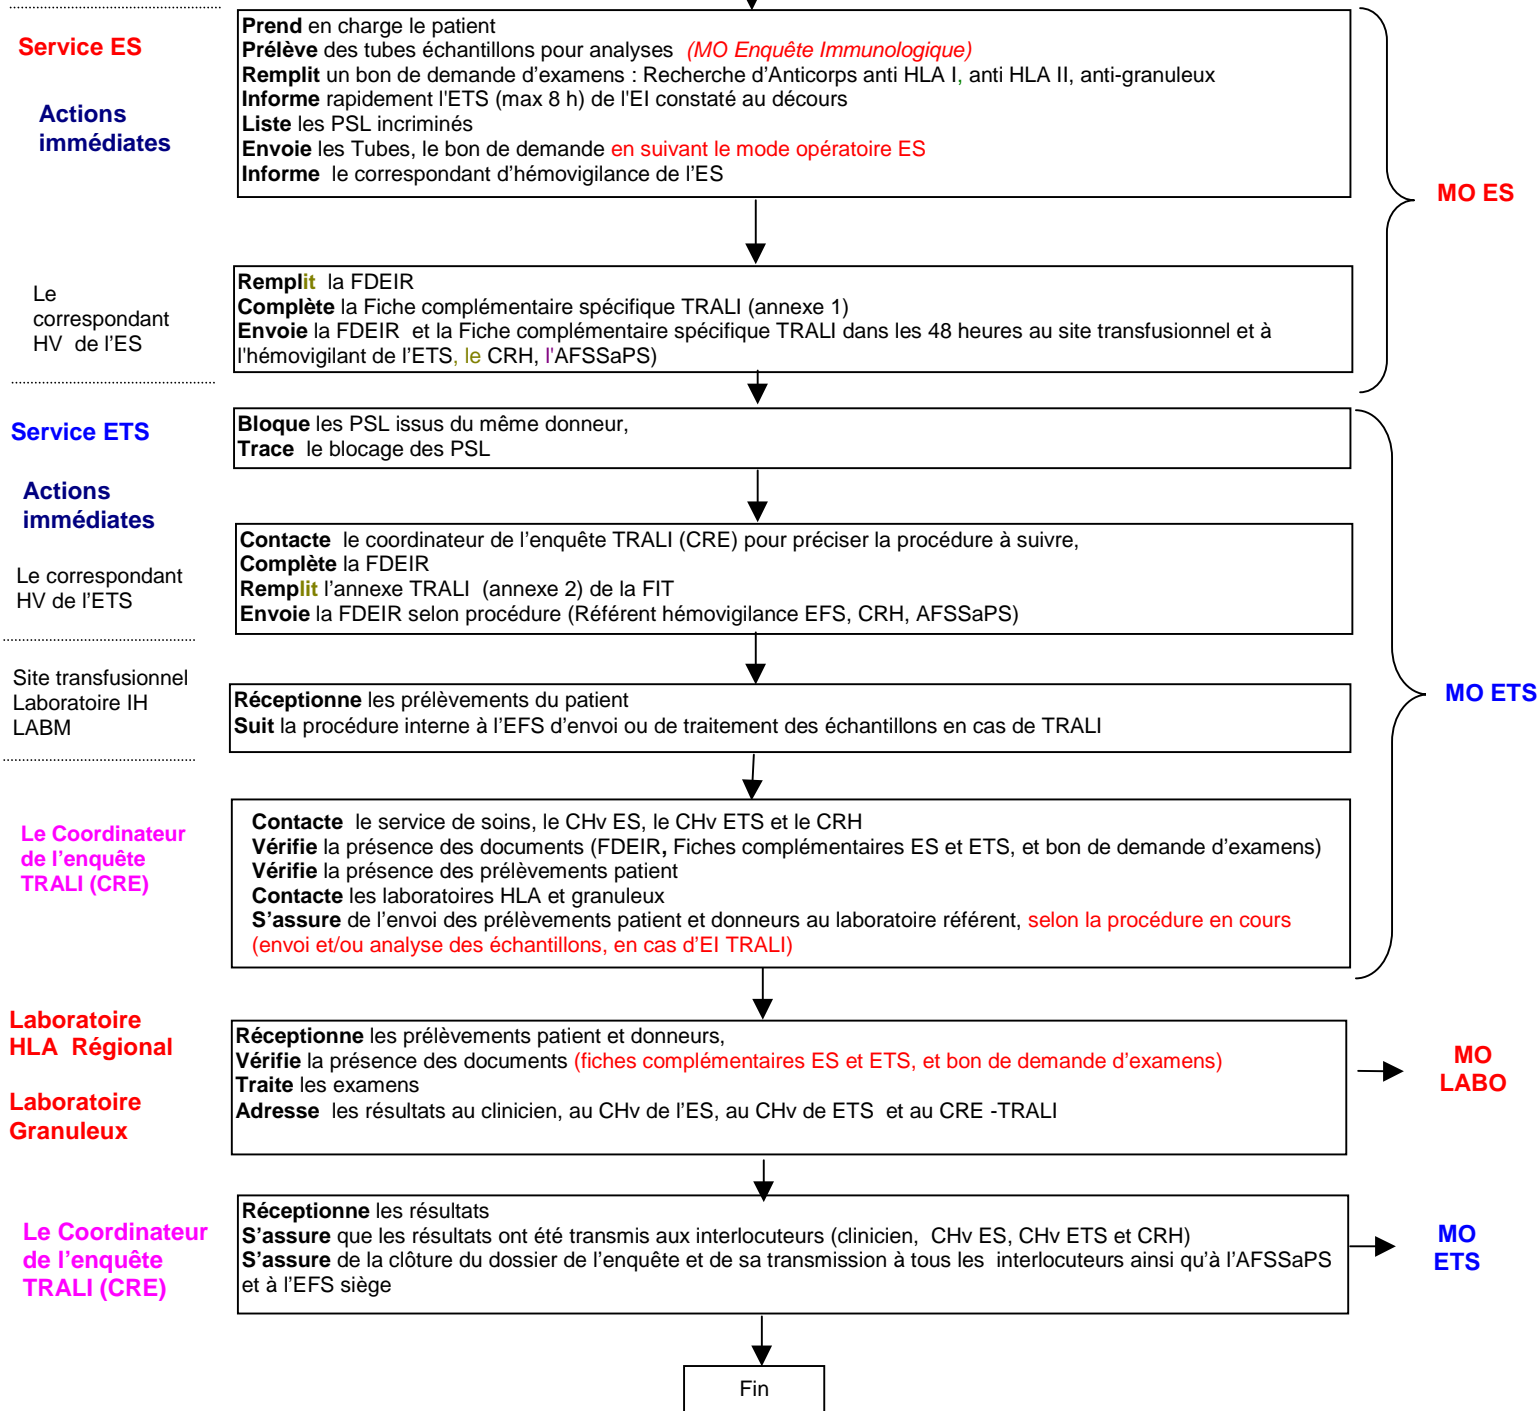 Service ES
Actions
immédiates
Prend en charge le patient
Prélève des tubes échantillons pour analyses (MO Enquête Immunologique)
Remplit un bon de demande d'examens : Recherche d'Anticorps anti HLA I, anti HLA II, anti-granuleux
Informe rapidement l'ETS (max 8 h) de l'EI constaté au décours
Liste les PSL incriminés
Envoie les Tubes, le bon de demande en suivant le mode opératoire ES
Informe le correspondant d'hémovigilance de l'ES
MO ES
Le
correspondant
HV de l'ES
Remplit la FDEIR
Complète la Fiche complémentaire spécifique TRALI (annexe 1)
Envoie la FDEIR et la Fiche complémentaire spécifique TRALI dans les 48 heures au site transfusionnel et à
l'hémovigilant de l'ETS, le CRH, l'AFSSaPS)
Service ETS
Actions
immédiates
Bloque les PSL issus du même donneur,
Trace le blocage des PSL
Le correspondant
HV de l'ETS
Contacte le coordinateur de l'enquête TRALI (CRE) pour préciser la procédure à suivre,
Complète la FDEIR
Remplit l'annexe TRALI (annexe 2) de la FIT
Envoie la FDEIR selon procédure (Référent hémovigilance EFS, CRH, AFSSaPS)
Site transfusionnel
Laboratoire IH
LABM
Réceptionne les prélèvements du patient
Suit la procédure interne à l'EFS d'envoi ou de traitement des échantillons en cas de TRALI
MO ETS
Le Coordinateur
de l'enquête
TRALI (CRE)
Contacte le service de soins, le CHv ES, le CHv ETS et le CRH
Vérifie la présence des documents (FDEIR, Fiches complémentaires ES et ETS, et bon de demande d'examens)
Vérifie la présence des prélèvements patient
Contacte les laboratoires HLA et granuleux
S'assure de l'envoi des prélèvements patient et donneurs au laboratoire référent, selon la procédure en cours
(envoi et/ou analyse des échantillons, en cas d'EI TRALI)
Laboratoire
HLA Régional
Laboratoire
Granuleux
Réceptionne les prélèvements patient et donneurs,
Vérifie la présence des documents (fiches complémentaires ES et ETS, et bon de demande d'examens)
Traite les examens
Adresse les résultats au clinicien, au CHv de l'ES, au CHv de ETS et au CRE -TRALI
MO
LABO
Le Coordinateur
de l'enquête
TRALI (CRE)
Réceptionne les résultats
S'assure que les résultats ont été transmis aux interlocuteurs (clinicien, CHv ES, CHv ETS et CRH)
S'assure de la clôture du dossier de l'enquête et de sa transmission à tous les interlocuteurs ainsi qu'à l'AFSSaPS
et à l'EFS siège
MO
ETS
Fin